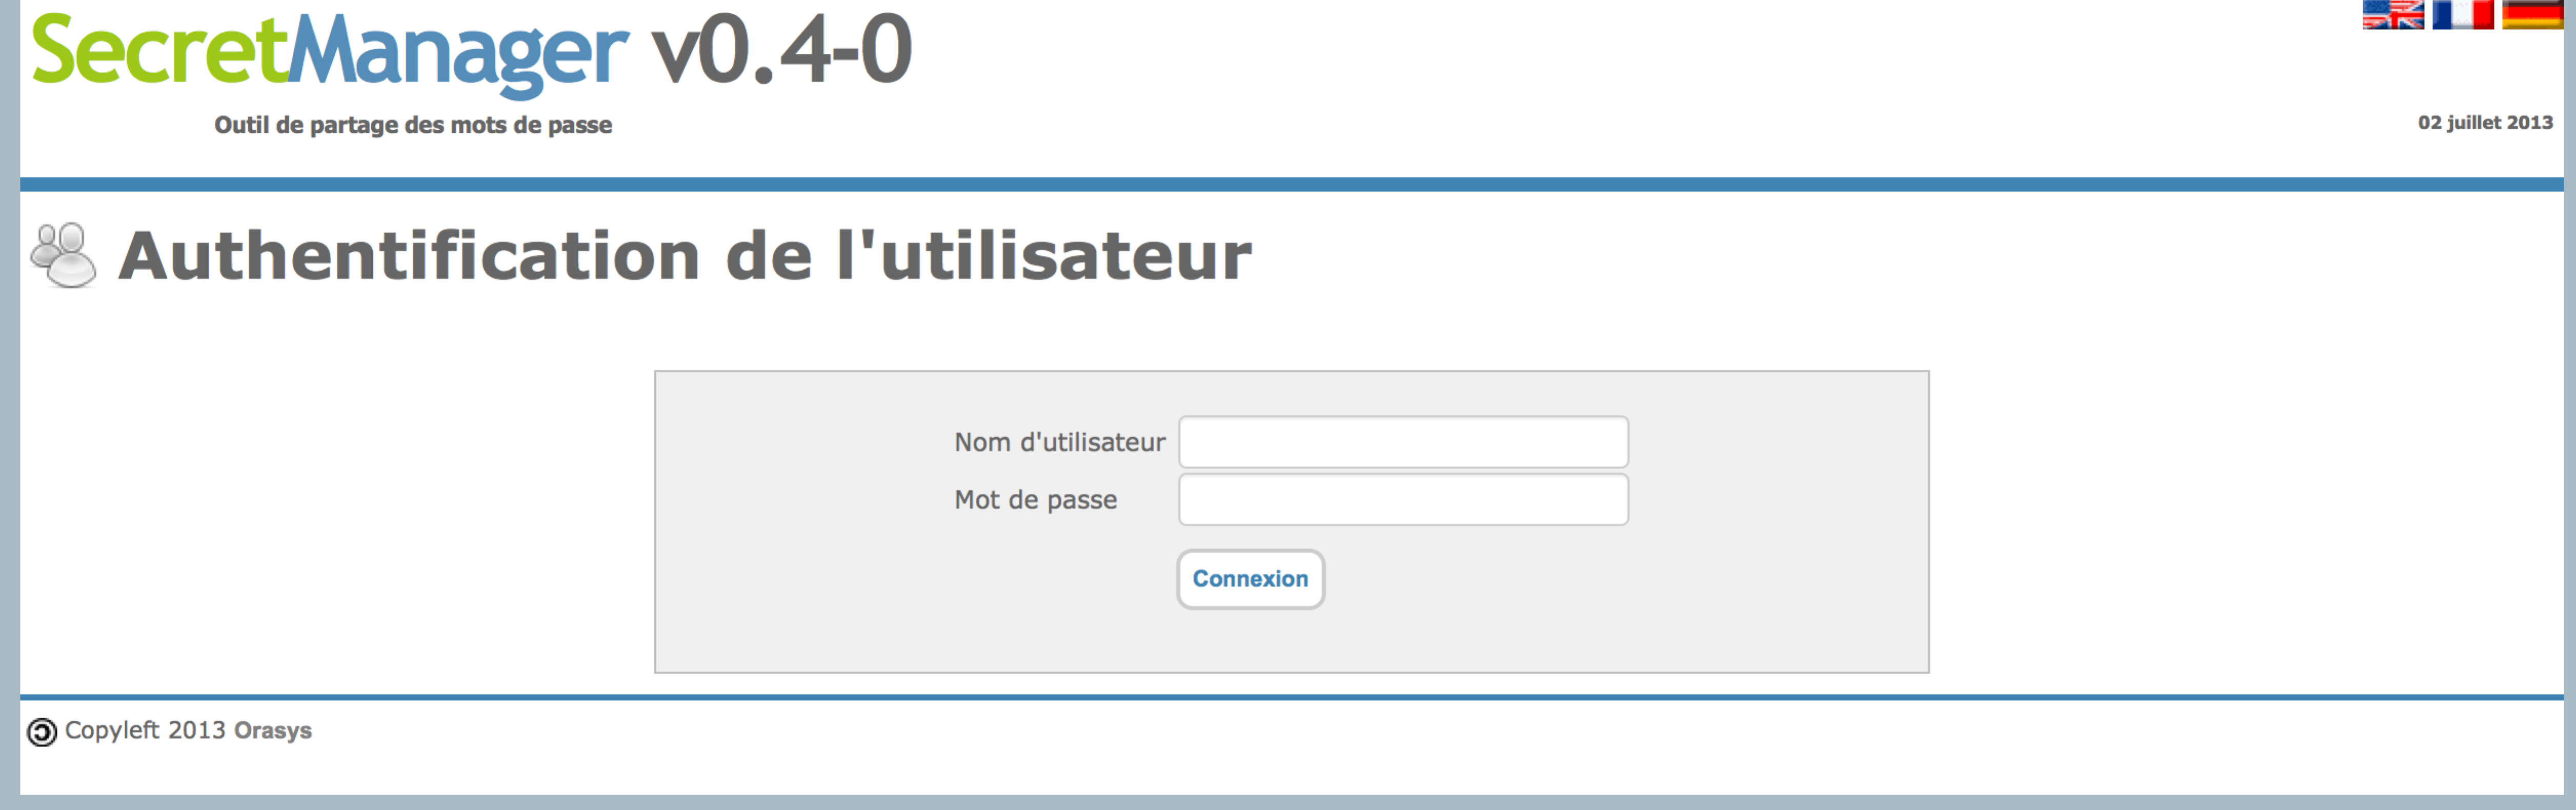 SecretManager v0.4-0
Outil de partage des mots de passe
02 juillet 2013
Authentification de l'utilisateur
Nom d'utilisateur
Mot de passe
Connexion
Copyleft 2013 Orasys